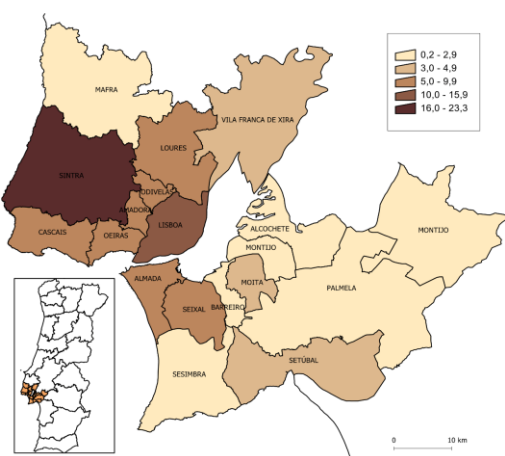 0,2 - 2,9
3,0 - 4,9
5,0 - 9,9
10,0 - 15,9
16,0 - 23,3
MAFRA
VILA FRANCA DE XIRA
LOURES
SINTRA
ODIVELAS
AMADORA
LISBOA
CASCAIS
OEIRAS
ALCOCHETE
MONTIJO
MONTIJO
ALMADA
MOITA
PALMELA
SEIXAL
BARREIRO
SETÚBAL
SESIMBRA
0
10 km